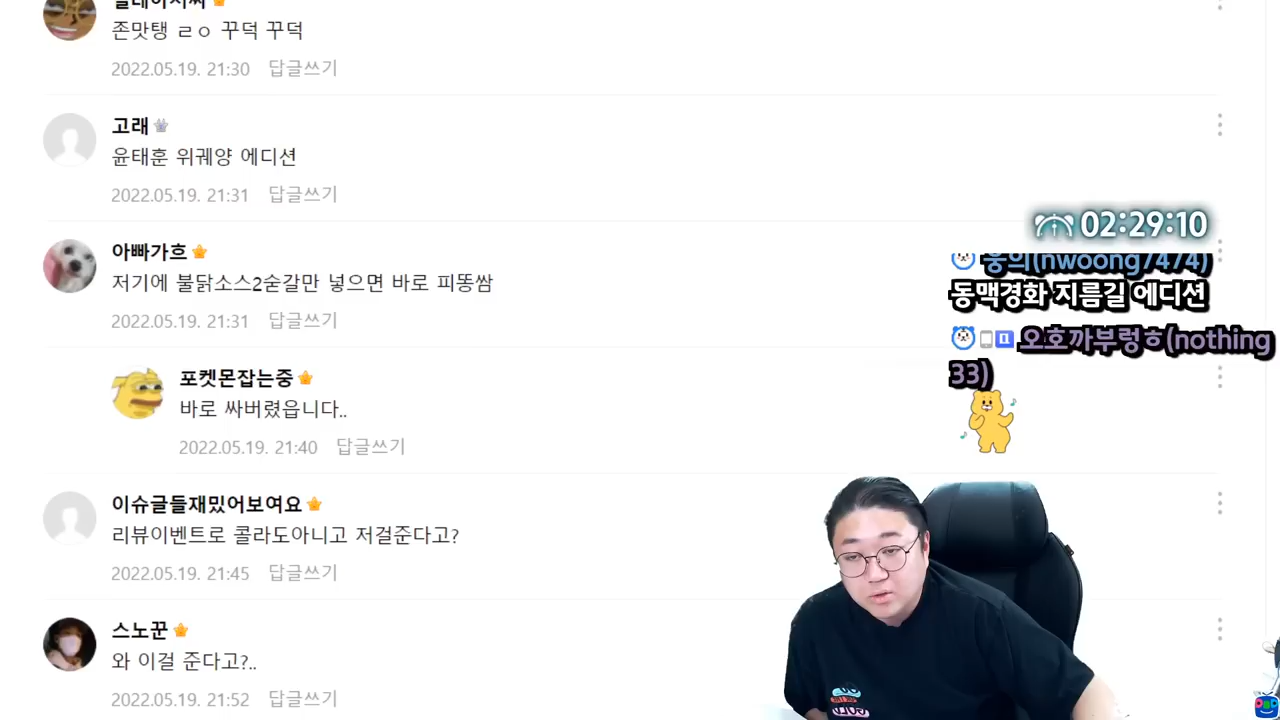 존맛탱 ㄹㅇ 꾸덕 꾸덕
2022.05.19. 21:30 답글쓰기
고래
윤태훈 위궤양 에디션
2022.05.19. 21:31 답글쓰기
아빠가흐
저기에 불닭소스2숟갈만 넣으면 바로 피똥쌈
2022.05.19. 21:31 답글쓰기
포켓몬잡는중
바로 싸버렸읍니다..
2022.05.19. 21:40 답글쓰기
이슈글들재밌어보여요
리뷰이벤트로 콜라도아니고 저걸준다고?
2022.05.19. 21:45 답글쓰기
스노꾼
와 이걸 준다고?..
2022.05.19. 21:52 답글쓰기
02:29:10
웅의(hwoong7474)
동맥경화 지름길 에디션
오호까부렁ㅎ(nothing
33)